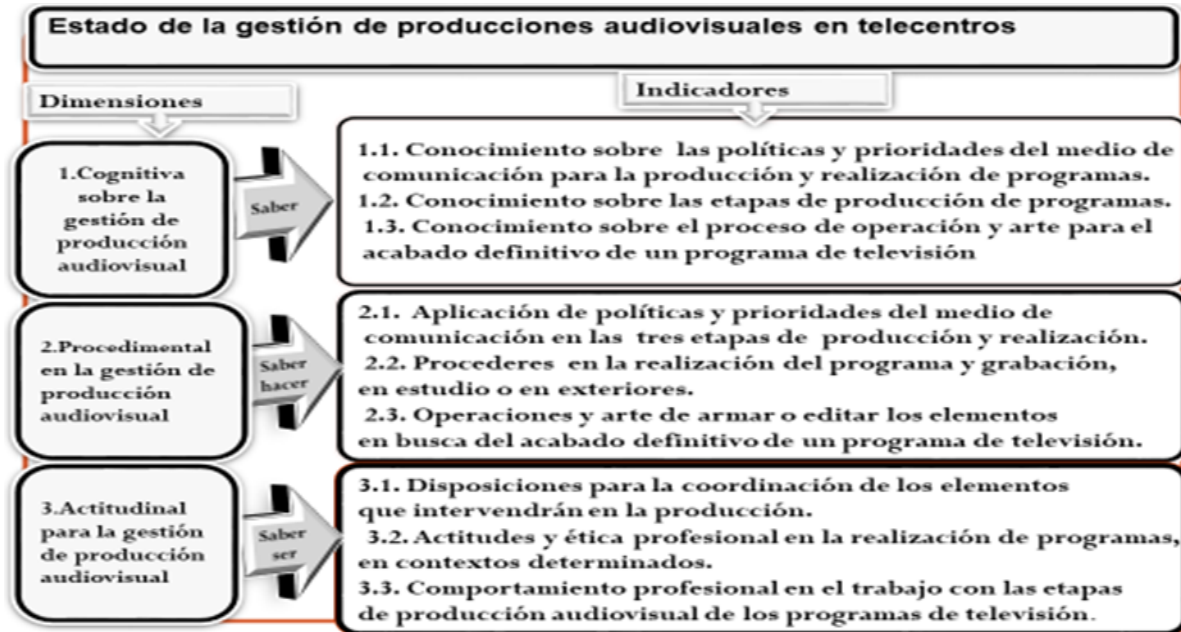 Estado de la gestión de producciones audiovisuales en telecentros
Dimensiones
Indicadores
1.Cognitiva
sobre la
gestión de
producción
audiovisual
Saber
1.1. Conocimiento sobre las políticas y prioridades del medio de
comunicación para la producción y realización de programas.
1.2. Conocimiento sobre las etapas de producción de programas.
1.3. Conocimiento sobre el proceso de operación y arte para el
acabado definitivo de un programa de televisión
2.Procedimental
en la gestión de
producción
audiovisual
Saber
hacer
2.1. Aplicación de políticas y prioridades del medio de
comunicación en las tres etapas de producción y realización.
2.2. Procederes en la realización del programa y grabación,
en estudio o en exteriores.
2.3. Operaciones y arte de armar o editar los elementos
en busca del acabado definitivo de un programa de televisión.
3.Actitudinal
para la gestión
de producción
audiovisual
Saber
ser
3.1. Disposiciones para la coordinación de los elementos
que intervendrán en la producción.
3.2. Actitudes y ética profesional en la realización de programas,
en contextos determinados.
3.3. Comportamiento profesional en el trabajo con las etapas
de producción audiovisual de los programas de televisión.